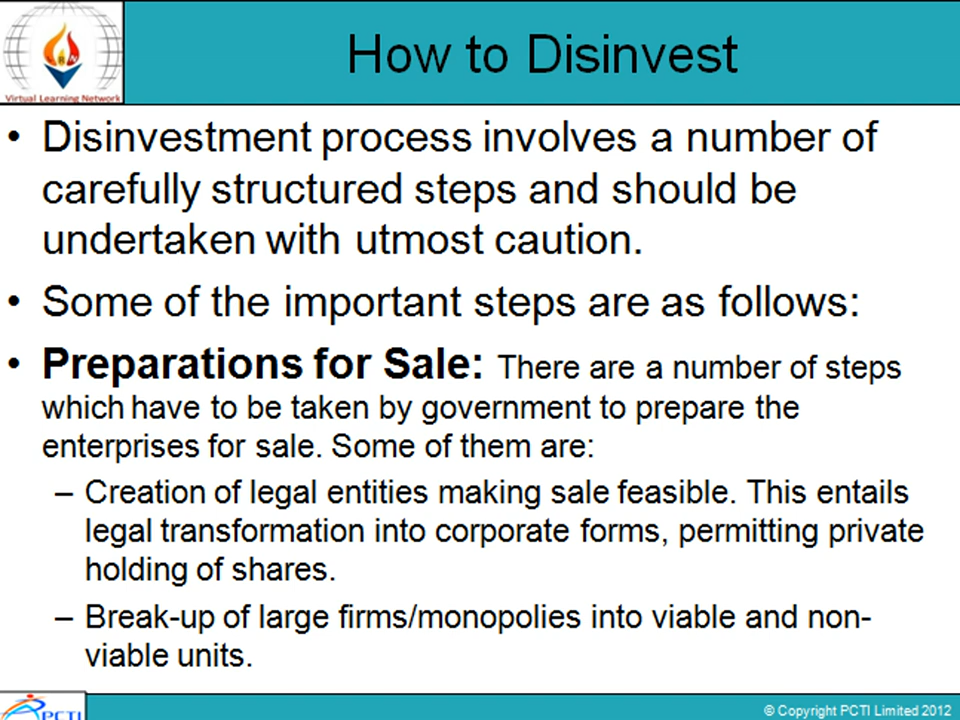 How to Disinvest
Virtual Learning Network
• Disinvestment process involves a number of
carefully structured steps and should be
undertaken with utmost caution.
• Some of the important steps are as follows:
• Preparations for Sale: There are a number of steps
which have to be taken by government to prepare the
enterprises for sale. Some of them are:
– Creation of legal entities making sale feasible. This entails
legal transformation into corporate forms, permitting private
holding of shares.
– Break-up of large firms/monopolies into viable and non-
viable units.
PCTI
© Copyright PCTI Limited 2012